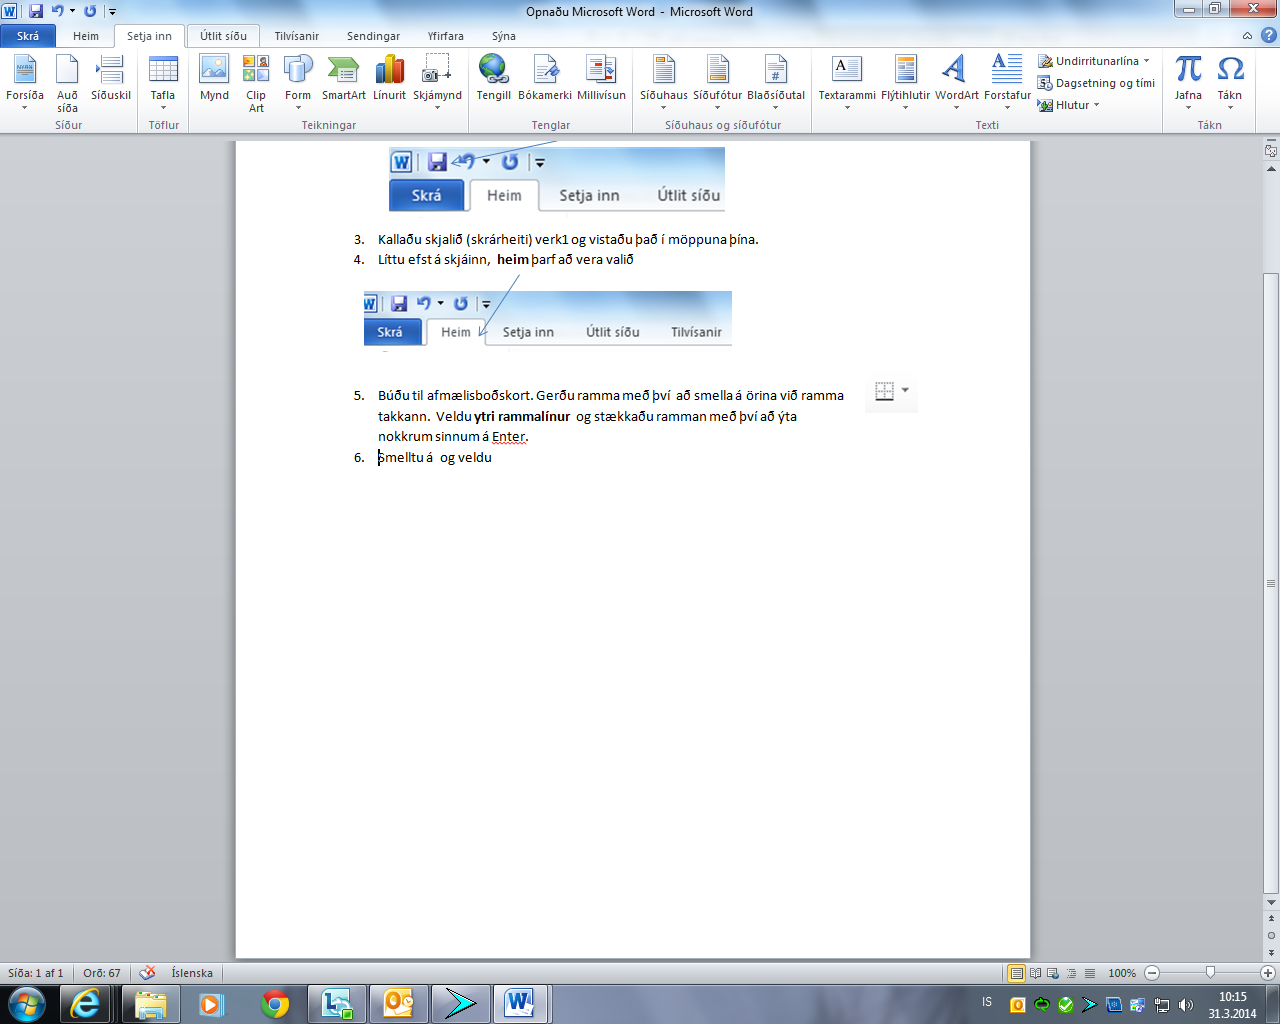 Opnaðu Microsoft Word - Microsoft Word
Skrá Heim Setja inn Útlit síðu Tilvísanir Sendingar Yfirfara Sýna
Forsíða Auð síða Síðuskil Tafla Mynd Clip Art Form SmartArt Línurit Skjámynd Tengill Bókamerki Millivísun Síðuhaus Síðufótur Blaðsíðutal Textarammi Flýtihlutir WordArt Forstafur Jafna Tákn
Undirritunarlína
Dagsetning og tími
Hlutur
Síður Töflur Teikningar Tenglar Síðuhaus og síðufótur Texti Tákn
Skrá Heim Setja inn Útlit síðu
3. Kallaðu skjalið (skrárheiti) verk1 og vistaðu það í möppuna þína.
4. Líttu efst á skjáinn, heim þarf að vera valið
Skrá Heim Setja inn Útlit síðu Tilvísanir
5. Búðu til afmælisboðskort. Gerðu ramma með því að smella á örina við ramma
takkann. Veldu ytri rammalínur og stækkaðu ramman með því að ýta
nokkrum sinnum á Enter.
6. Smelltu á og veldu
Síða: 1 af 1 Orð: 67 Íslenska 100%
IS 10:15
31.3.2014